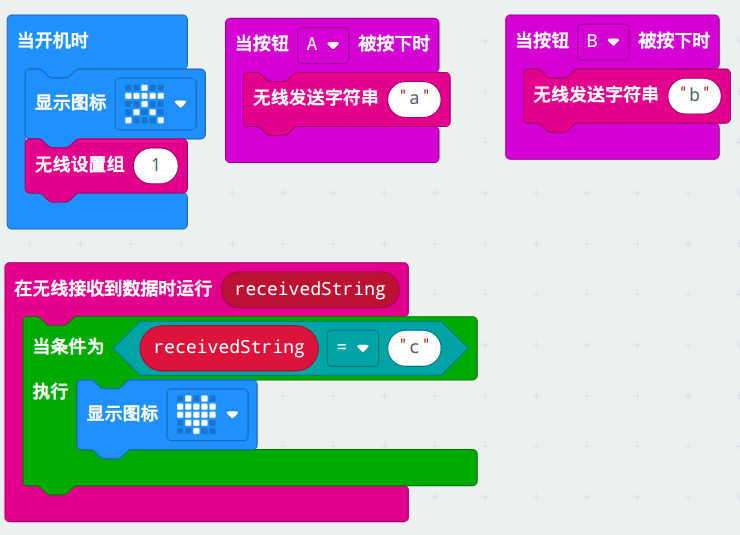 当开机时
显示图标
无线设置组 1
当按钮 A 被按下时
无线发送字符串 "a"
当按钮 B 被按下时
无线发送字符串 "b"
在无线接收到数据时运行 receivedString
当条件为 receivedString = "c"
执行
显示图标